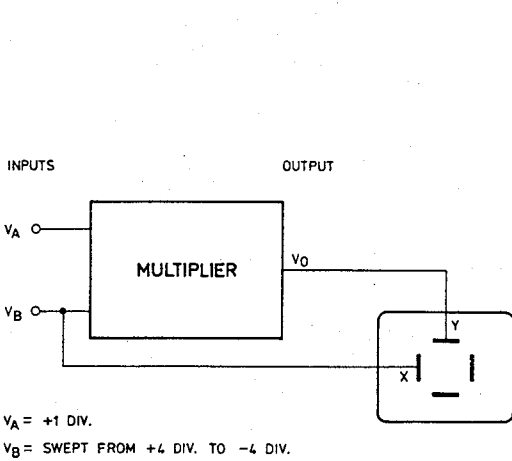 INPUTS
OUTPUT
VA
MULTIPLIER
VO
VB
Y
X
VA = +1 DIV.
VB = SWEPT FROM +4 DIV. TO -4 DIV.